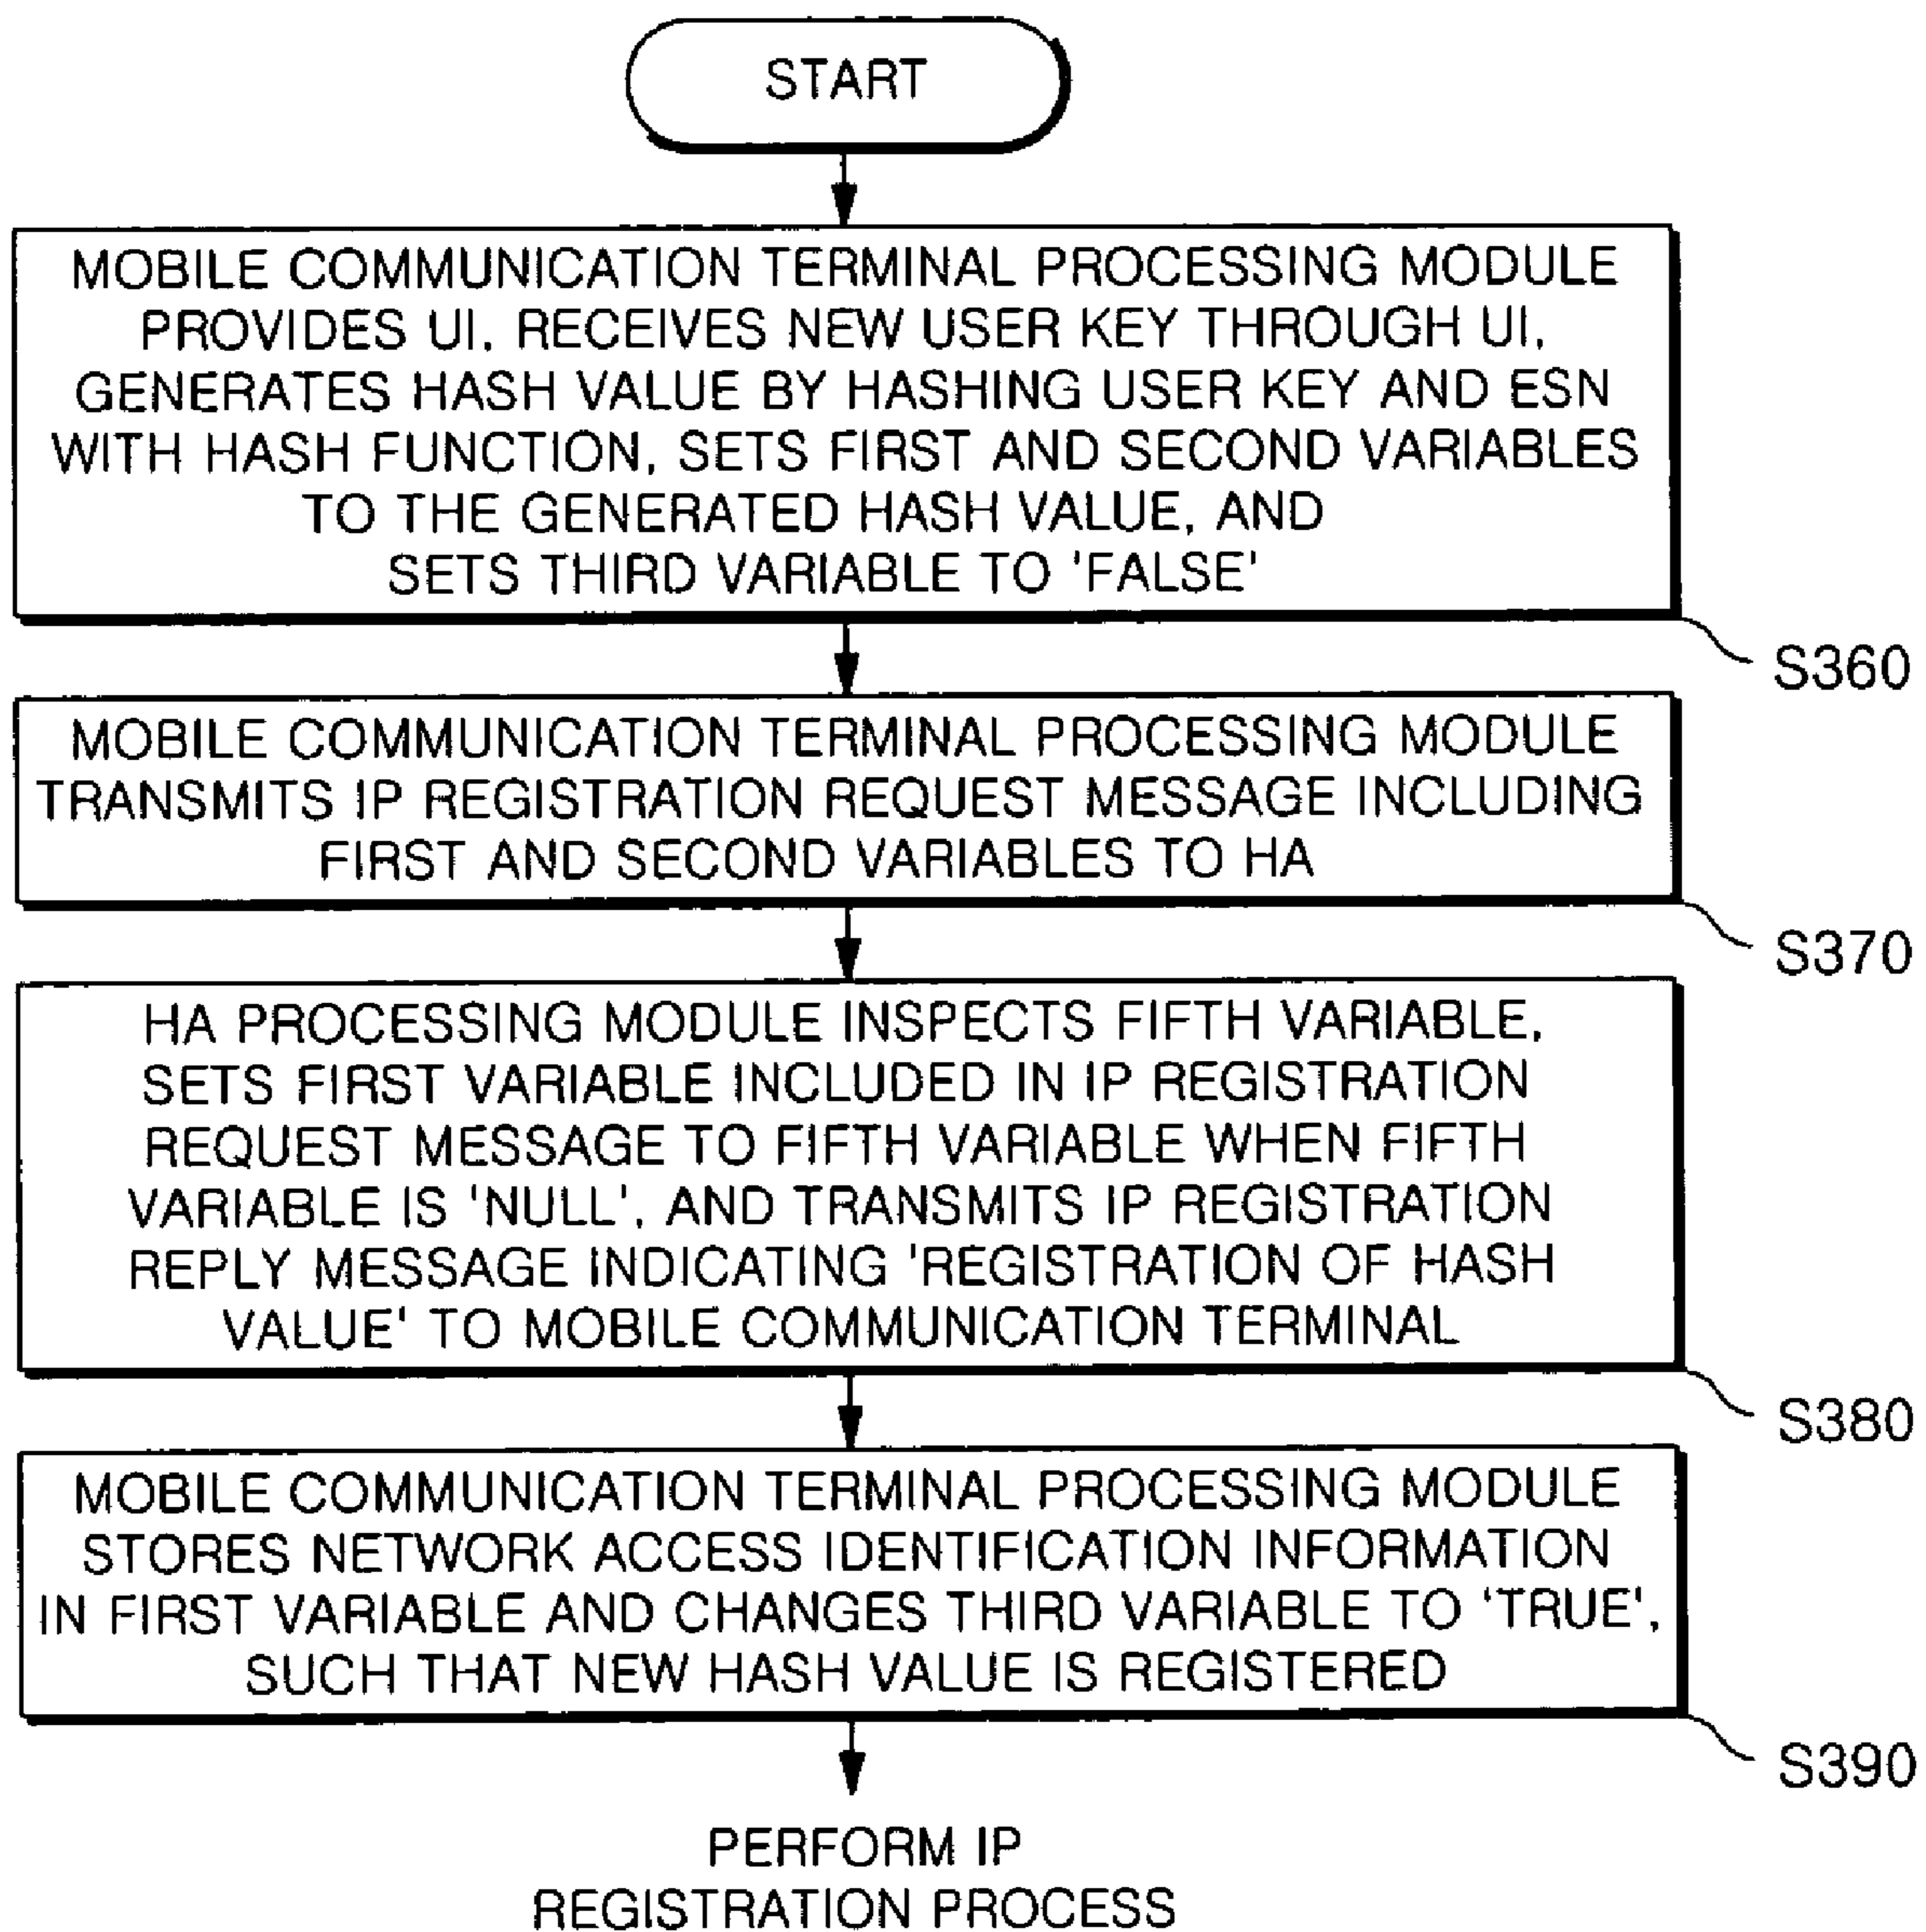 START
MOBILE COMMUNICATION TERMINAL PROCESSING MODULE
PROVIDES UI, RECEIVES NEW USER KEY THROUGH UI,
GENERATES HASH VALUE BY HASHING USER KEY AND ESN
WITH HASH FUNCTION, SETS FIRST AND SECOND VARIABLES
TO THE GENERATED HASH VALUE, AND
SETS THIRD VARIABLE TO 'FALSE'
S360
MOBILE COMMUNICATION TERMINAL PROCESSING MODULE
TRANSMITS IP REGISTRATION REQUEST MESSAGE INCLUDING
FIRST AND SECOND VARIABLES TO HA
S370
HA PROCESSING MODULE INSPECTS FIFTH VARIABLE,
SETS FIRST VARIABLE INCLUDED IN IP REGISTRATION
REQUEST MESSAGE TO FIFTH VARIABLE WHEN FIFTH
VARIABLE IS 'NULL', AND TRANSMITS IP REGISTRATION
REPLY MESSAGE INDICATING 'REGISTRATION OF HASH
VALUE' TO MOBILE COMMUNICATION TERMINAL
S380
MOBILE COMMUNICATION TERMINAL PROCESSING MODULE
STORES NETWORK ACCESS IDENTIFICATION INFORMATION
IN FIRST VARIABLE AND CHANGES THIRD VARIABLE TO 'TRUE',
SUCH THAT NEW HASH VALUE IS REGISTERED
S390
PERFORM IP
REGISTRATION PROCESS